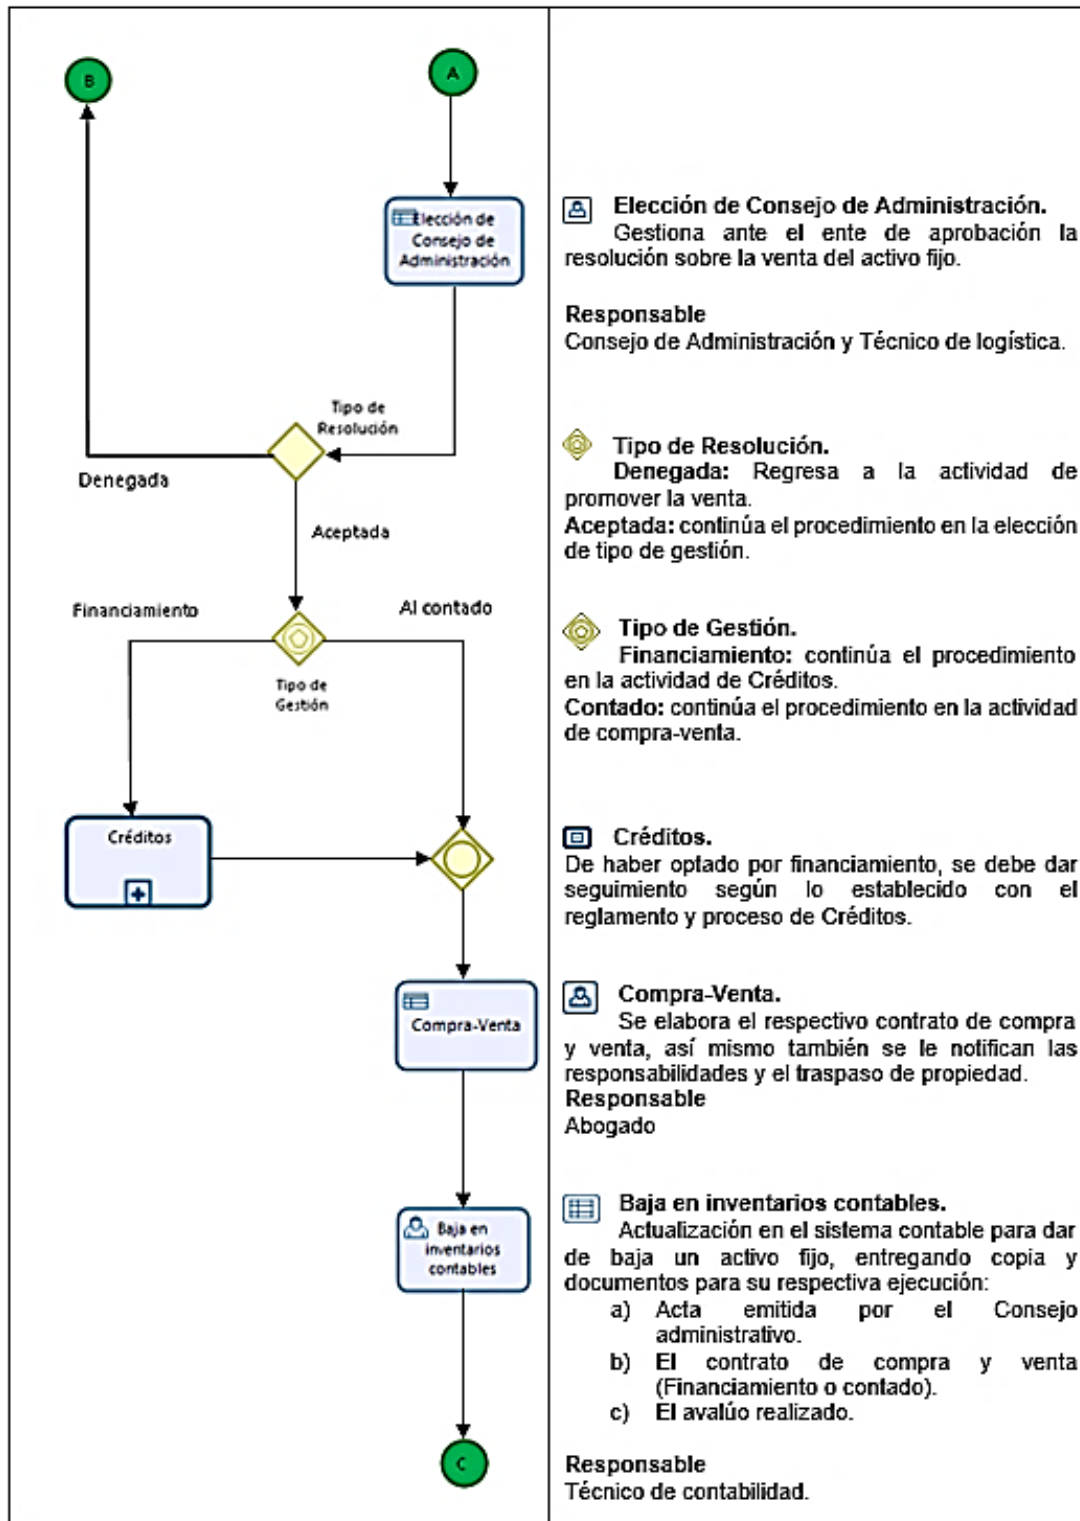 B
A
Elección de
Consejo de
Administración
Tipo de
Resolución
Denegada
Aceptada
Financiamiento
Al contado
Tipo de
Gestión
Créditos
Compra-Venta
Baja en
inventarios
contables
C
Elección de Consejo de Administración.
Gestiona ante el ente de aprobación la
resolución sobre la venta del activo fijo.
Responsable
Consejo de Administración y Técnico de logística.
Tipo de Resolución.
Denegada: Regresa a la actividad de
promover la venta.
Aceptada: continúa el procedimiento en la elección
de tipo de gestión.
Tipo de Gestión.
Financiamiento: continúa el procedimiento
en la actividad de Créditos.
Contado: continúa el procedimiento en la actividad
de compra-venta.
Créditos.
De haber optado por financiamiento, se debe dar
seguimiento según lo establecido con el
reglamento y proceso de Créditos.
Compra-Venta.
Se elabora el respectivo contrato de compra
y venta, así mismo también se le notifican las
responsabilidades y el traspaso de propiedad.
Responsable
Abogado
Baja en inventarios contables.
Actualización en el sistema contable para dar
de baja un activo fijo, entregando copia y
documentos para su respectiva ejecución:
a) Acta emitida por el Consejo
administrativo.
b) El contrato de compra y venta
(Financiamiento o contado).
c) El avalúo realizado.
Responsable
Técnico de contabilidad.